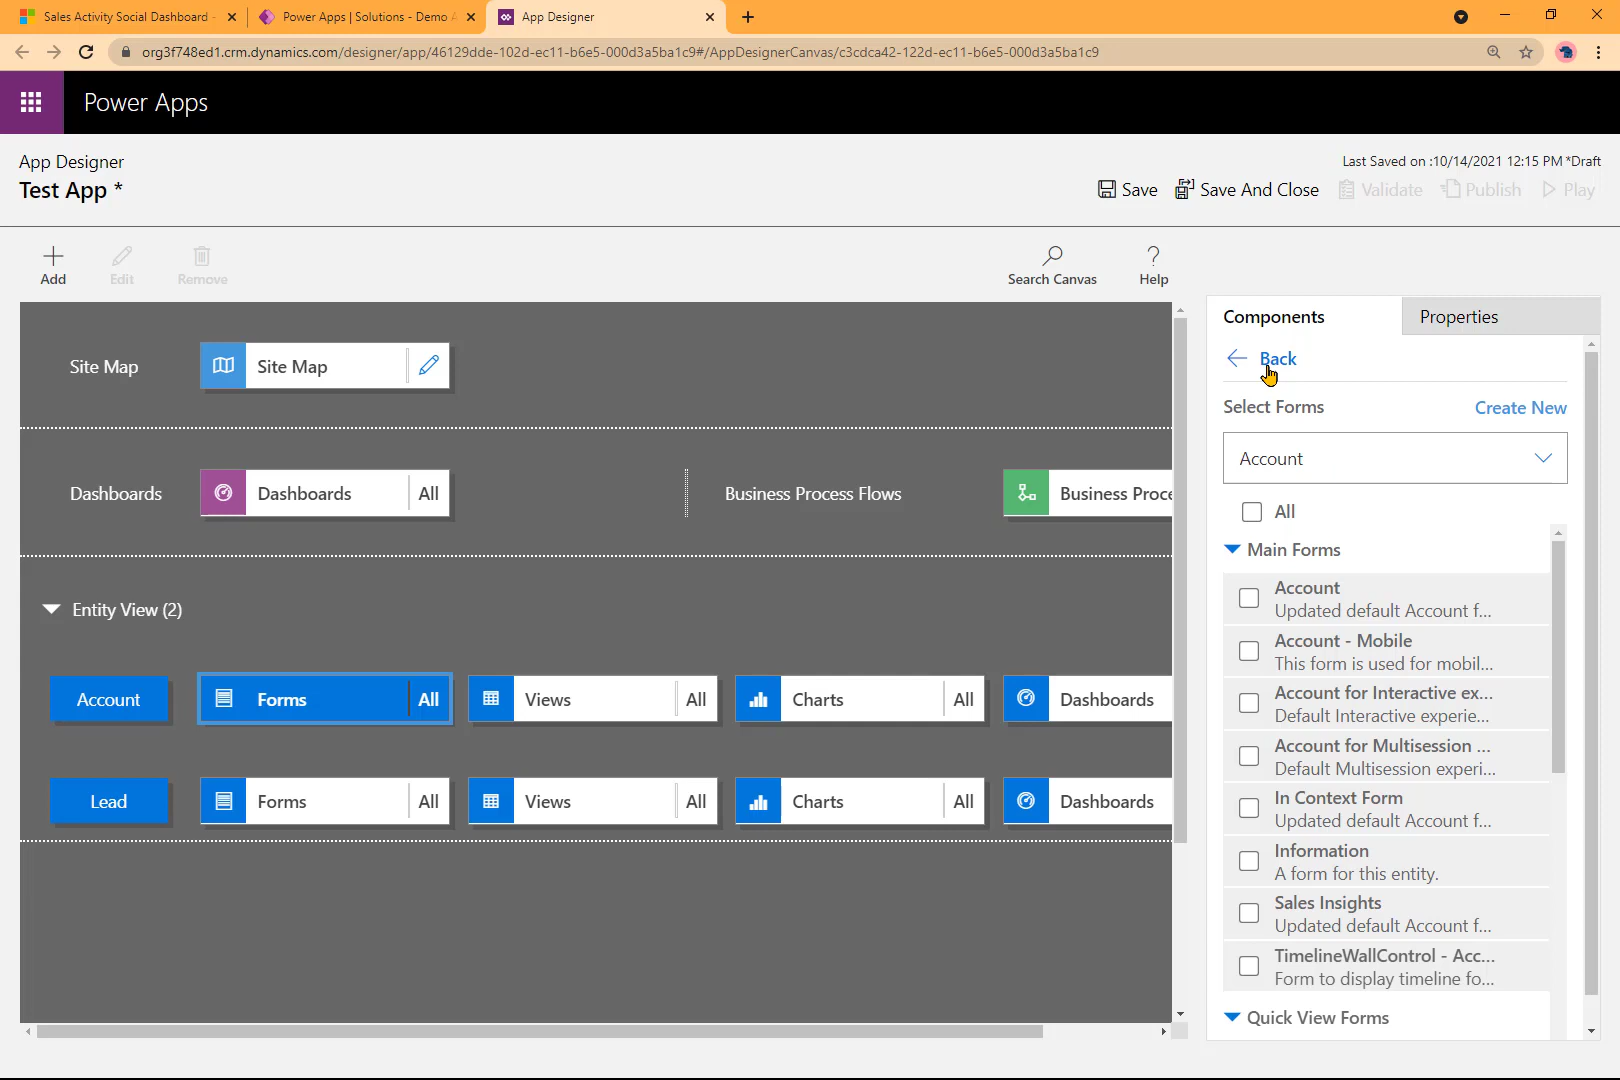 Sales Activity Social Dashboard -
Power Apps | Solutions - Demo A
App Designer
org3f748ed1.crm.dynamics.com/designer/app/46129dde-102d-ec11-b6e5-000d3a5ba1c9#/AppDesignerCanvas/c3cdca42-122d-ec11-b6e5-000d3a5ba1c9
Power Apps
App Designer
Test App *
Last Saved on :10/14/2021 12:15 PM *Draft
Save
Save And Close
Validate
Publish
Play
Add
Edit
Remove
Search Canvas
Help
Site Map
Site Map
Dashboards
Dashboards
All
Business Process Flows
Business Proce
Entity View (2)
Account
Forms
All
Views
All
Charts
All
Dashboards
Lead
Forms
All
Views
All
Charts
All
Dashboards
Components
Properties
Back
Select Forms
Create New
Account
All
Main Forms
Account
Updated default Account f...
Account - Mobile
This form is used for mobil...
Account for Interactive ex...
Default Interactive experie...
Account for Multisession ...
Default Multisession experi...
In Context Form
Updated default Account f...
Information
A form for this entity.
Sales Insights
Updated default Account f...
TimelineWallControl - Acc...
Form to display timeline fo...
Quick View Forms